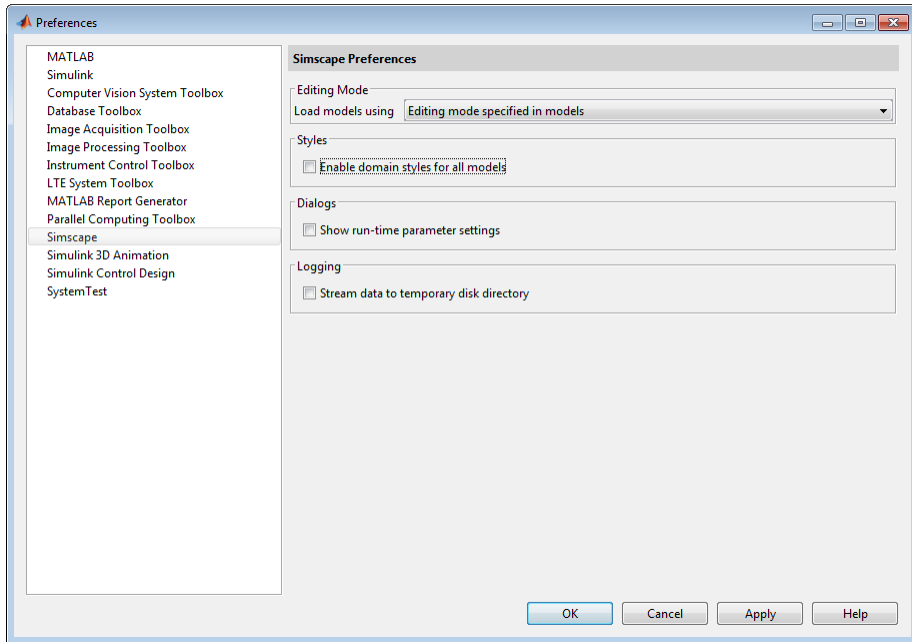 Preferences
MATLAB
Simulink
Computer Vision System Toolbox
Database Toolbox
Image Acquisition Toolbox
Image Processing Toolbox
Instrument Control Toolbox
LTE System Toolbox
MATLAB Report Generator
Parallel Computing Toolbox
Simscape
Simulink 3D Animation
Simulink Control Design
SystemTest
Simscape Preferences
Editing Mode
Load models using Editing mode specified in models
Styles
Enable domain styles for all models
Dialogs
Show run-time parameter settings
Logging
Stream data to temporary disk directory
OK Cancel Apply Help